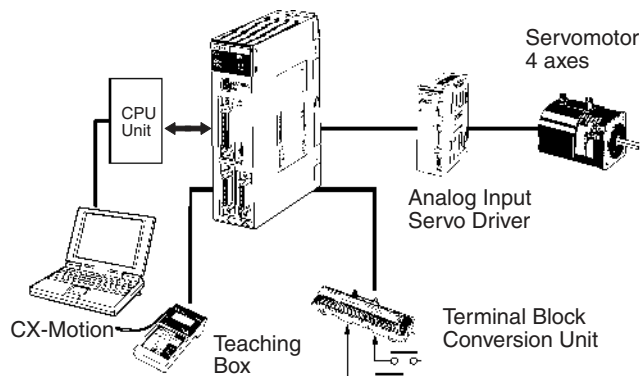 Servomotor
4 axes
CPU
Unit
Analog Input
Servo Driver
CX-Motion
Teaching
Box
Terminal Block
Conversion Unit